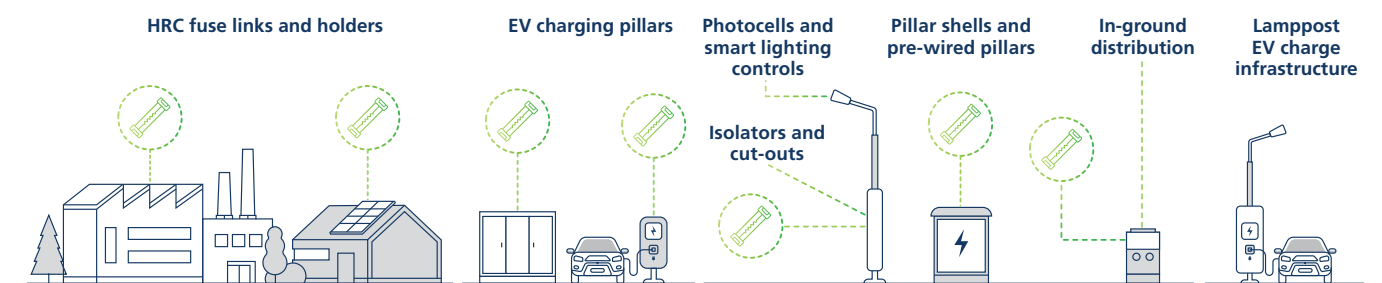 HRC fuse links and holders
EV charging pillars
Photocells and
smart lighting
controls
Isolators and
cut-outs
Pillar shells and
pre-wired pillars
In-ground
distribution
Lamppost
EV charge
infrastructure